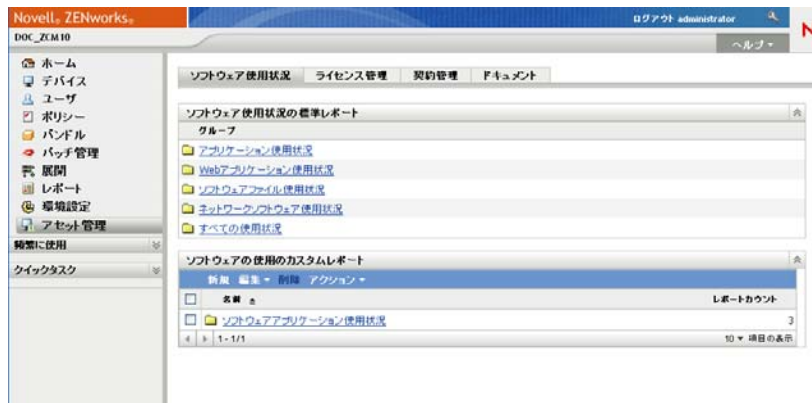 Novell® ZENworks®
ログアウト administrator
DOC_ZCM10
ヘルプ
ホーム
デバイス
ユーザ
ポリシー
バンドル
パッチ管理
展開
レポート
環境設定
アセット管理
頻繁に使用
クイックタスク
ソフトウェア使用状況 ライセンス管理 契約管理 ドキュメント
ソフトウェア使用状況の標準レポート
グループ
アプリケーション使用状況
Webアプリケーション使用状況
ソフトウェアファイル使用状況
ネットワークソフトウェア使用状況
すべての使用状況
ソフトウェアの使用のカスタムレポート
新規 編集 削除 アクション
名前 レポートカウント
ソフトウェアアプリケーション使用状況 3
1 - 1/1 10 項目の表示